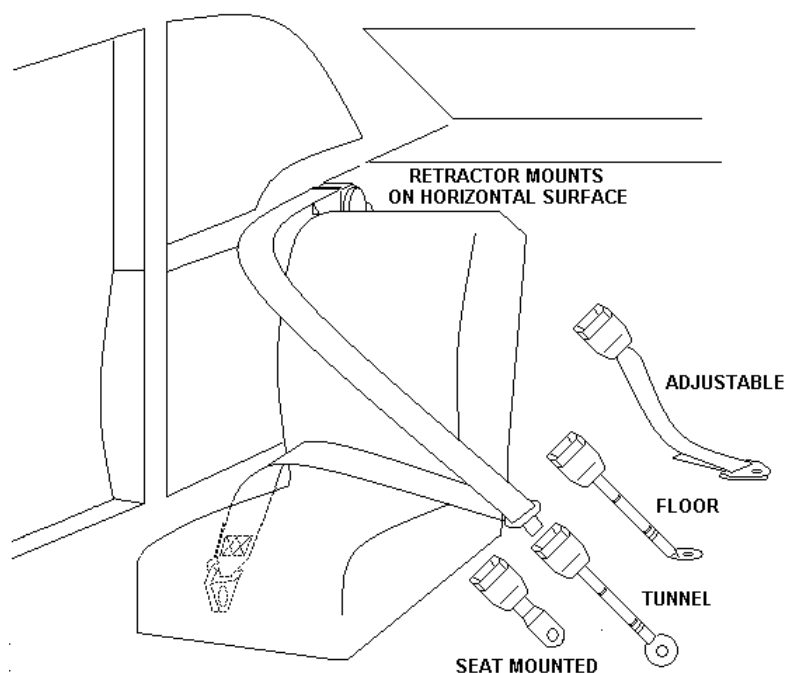 RETRACTOR MOUNTS
ON HORIZONTAL SURFACE
ADJUSTABLE
FLOOR
TUNNEL
SEAT MOUNTED